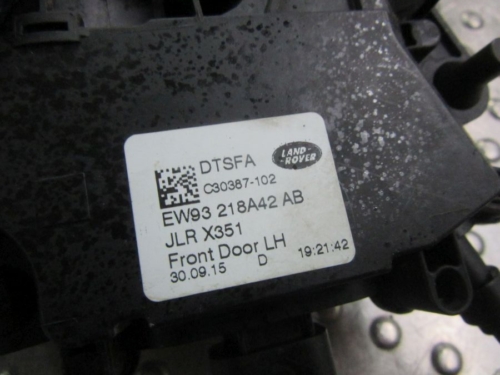 DTSFA
LAND-
ROVER
C30387-102
EW93 218A42 AB
JLR X351
Front Door LH
30.09.15 D 19:21:42